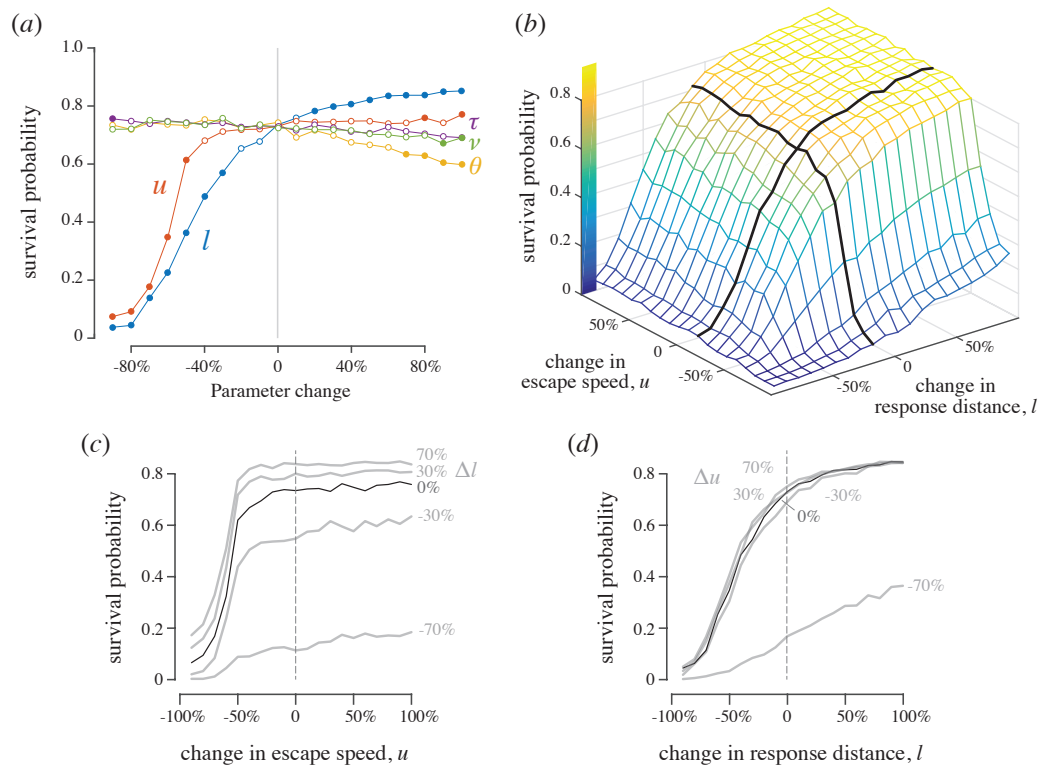 (a)
1.0
0.8
0.6
0.4
0.2
0
survival probability
u
l
τ
ν
θ
-80%
-40%
0
40%
80%
Parameter change
(b)
0.8
0.6
0.4
0.2
0
survival probability
50%
0
-50%
change in
escape speed, u
-50%
0
50%
change in
response distance, l
(c)
0.8
0.6
0.4
0.2
0
survival probability
70%
30% Δl
0%
-30%
-70%
-100%
-50%
0
50%
100%
change in escape speed, u
(d)
0.8
0.6
0.4
0.2
0
survival probability
Δu
70%
30%
-30%
0%
-70%
-100%
-50%
0
50%
100%
change in response distance, l